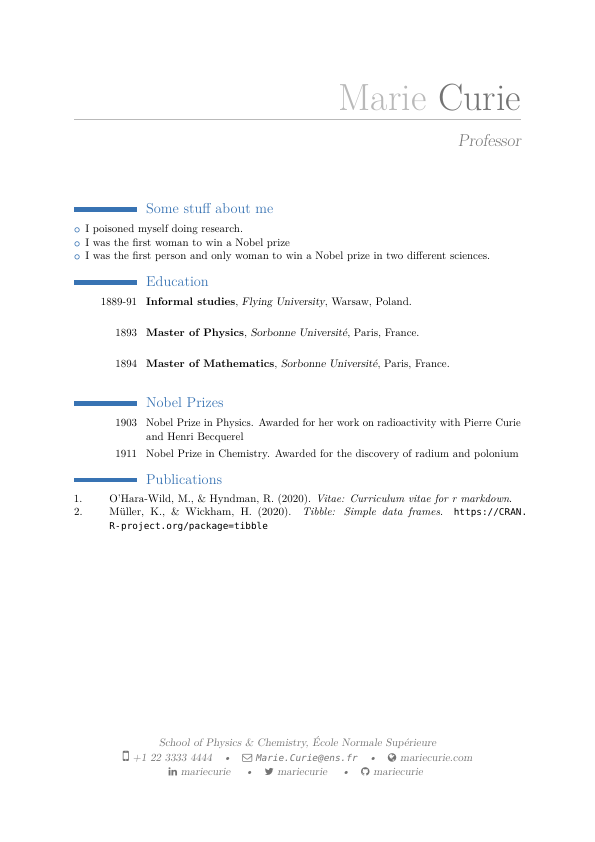 Marie Curie
Professor
Some stuff about me
I poisoned myself doing research.
I was the first woman to win a Nobel prize
I was the first person and only woman to win a Nobel prize in two different sciences.
Education
1889-91 Informal studies, Flying University, Warsaw, Poland.
1893 Master of Physics, Sorbonne Université, Paris, France.
1894 Master of Mathematics, Sorbonne Université, Paris, France.
Nobel Prizes
1903 Nobel Prize in Physics. Awarded for her work on radioactivity with Pierre Curie
and Henri Becquerel
1911 Nobel Prize in Chemistry. Awarded for the discovery of radium and polonium
Publications
1. O'Hara-Wild, M., & Hyndman, R. (2020). Vitae: Curriculum vitae for r markdown.
2. Müller, K., & Wickham, H. (2020). Tibble: Simple data frames. https://CRAN.
R-project.org/package=tibble
School of Physics & Chemistry, École Normale Supérieure
+1 22 3333 4444 • Marie.Curie@ens.fr • mariecurie.com
mariecurie • mariecurie • mariecurie